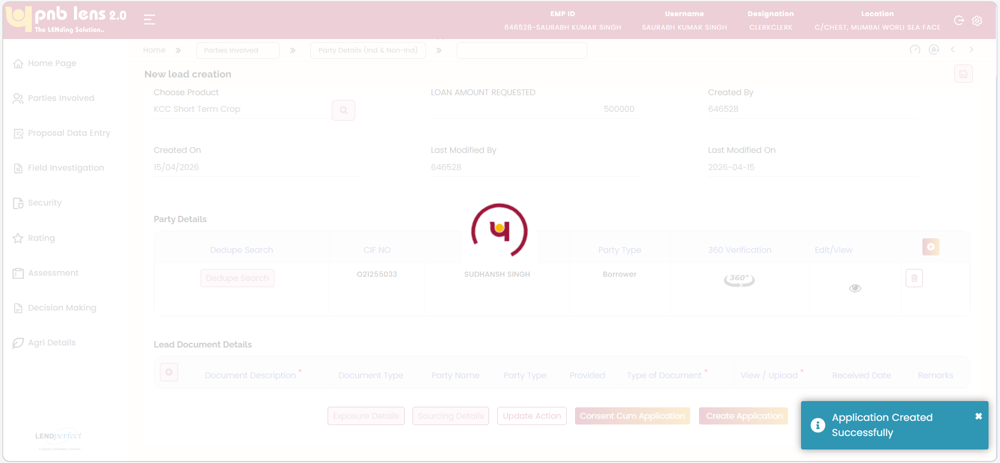 pnb lens 2.0
The LENding Solution..
EMP ID
646528-SAURABH KUMAR SINGH
Username
SAURABH KUMAR SINGH
Designation
CLERKCLERK
Location
C/CHEST, MUMBAI WORLI SEA FACE
Home
Parties Involved
Party Details (Ind & Non-Ind)
Home Page
Parties Involved
Proposal Data Entry
Field Investigation
Security
Rating
Assessment
Decision Making
Agri Details
New lead creation
Choose Product
KCC Short Term Crop
LOAN AMOUNT REQUESTED
500000
Created By
646528
Created On
15/04/2026
Last Modified By
646528
Last Modified On
2026-04-15
Party Details
Dedupe Search CIF NO Party Type 360 Verification Edit/View
Dedupe Search O21255033 SUDHANSH SINGH Borrower 360°
Lead Document Details
Document Description * Document Type Party Name Party Type Provided Type of Document * View / Upload * Received Date Remarks
Exposure Details Sourcing Details Update Action Consent Cum Application Create Application
Application Created
Successfully
LENDperfect
A SysArc Infomatix Product